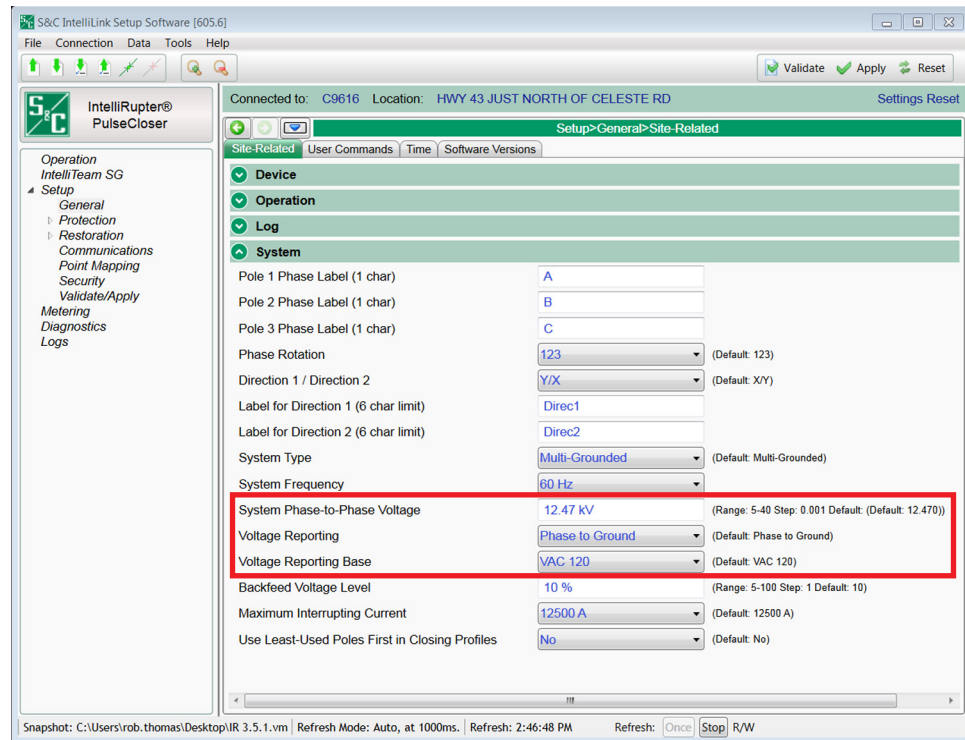 S&C IntelliLink Setup Software [605.6]
File Connection Data Tools Help
Validate Apply Reset
S&C
IntelliRupter®
PulseCloser
Connected to: C9616 Location: HWY 43 JUST NORTH OF CELESTE RD Settings Reset
Setup>General>Site-Related
Site-Related User Commands Time Software Versions
Operation
IntelliTeam SG
Setup
General
Protection
Restoration
Communications
Point Mapping
Security
Validate/Apply
Metering
Diagnostics
Logs
Device
Operation
Log
System
Pole 1 Phase Label (1 char) A
Pole 2 Phase Label (1 char) B
Pole 3 Phase Label (1 char) C
Phase Rotation 123 (Default: 123)
Direction 1 / Direction 2 Y/X (Default: X/Y)
Label for Direction 1 (6 char limit) Direc1
Label for Direction 2 (6 char limit) Direc2
System Type Multi-Grounded (Default: Multi-Grounded)
System Frequency 60 Hz
System Phase-to-Phase Voltage 12.47 kV (Range: 5-40 Step: 0.001 Default: (Default: 12.470))
Voltage Reporting Phase to Ground (Default: Phase to Ground)
Voltage Reporting Base VAC 120 (Default: VAC 120)
Backfeed Voltage Level 10 % (Range: 5-100 Step: 1 Default: 10)
Maximum Interrupting Current 12500 A (Default: 12500 A)
Use Least-Used Poles First in Closing Profiles No (Default: No)
Snapshot: C:\Users\rob.thomas\Desktop\IR 3.5.1.vm Refresh Mode: Auto, at 1000ms. Refresh: 2:46:48 PM Refresh: Once Stop R/W